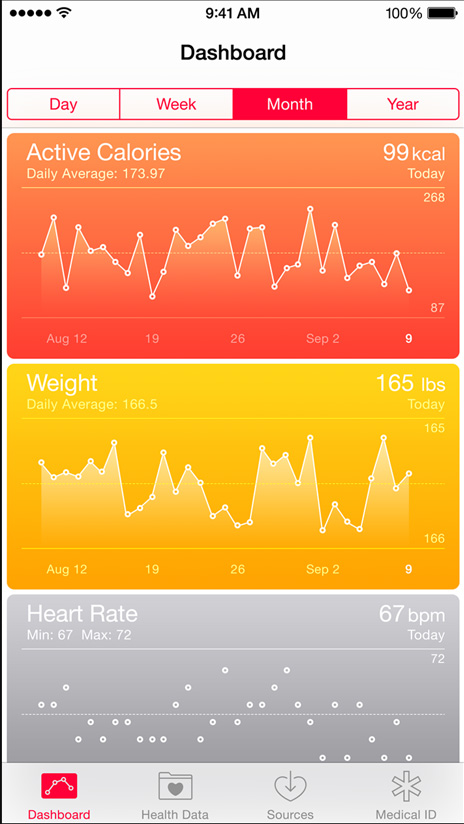 9:41 AM 100%
Dashboard
Day Week Month Year
Active Calories 99 kcal
Daily Average: 173.97 Today
268
87
Aug 12 19 26 Sep 2 9
Weight 165 lbs
Daily Average: 166.5 Today
165
166
Aug 12 19 26 Sep 2 9
Heart Rate 67 bpm
Min: 67 Max: 72 Today
72
Dashboard Health Data Sources Medical ID